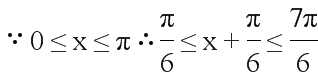 ∵ 0 ≤ x ≤ π ∴ π/6 ≤ x + π/6 ≤ 7π/6